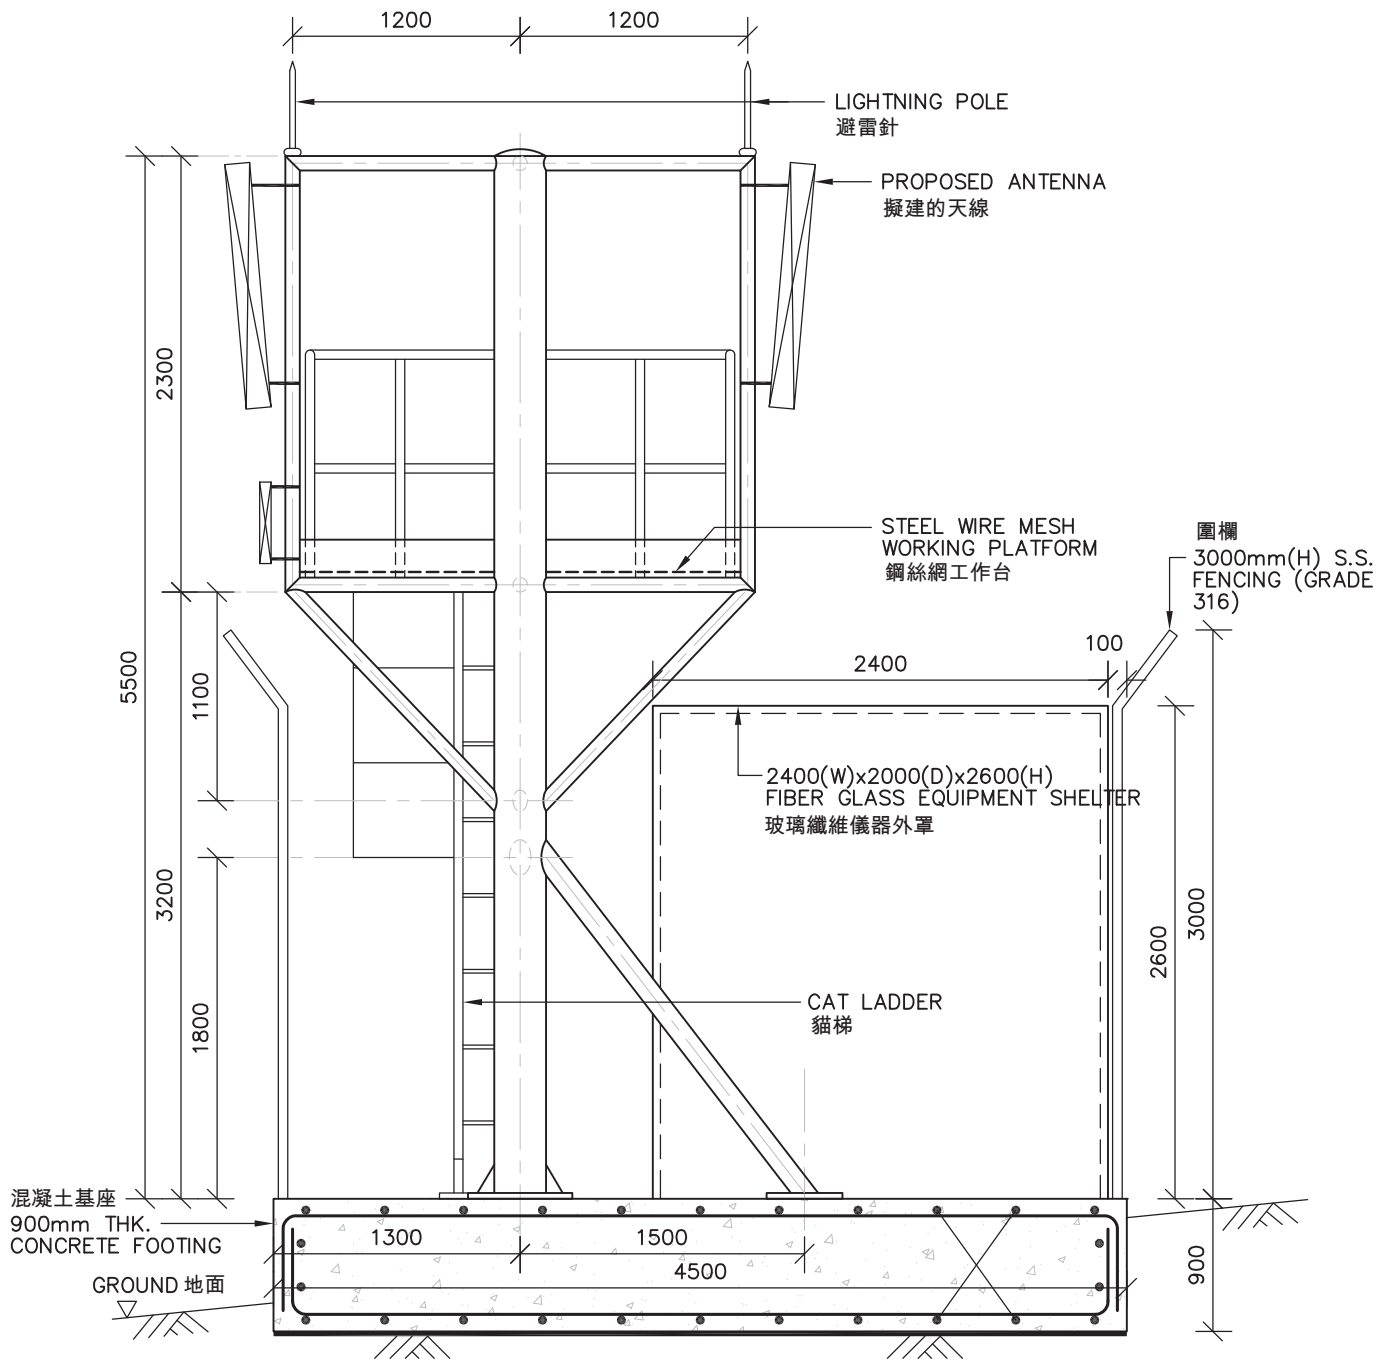 1200
1200
LIGHTNING POLE
避雷針
PROPOSED ANTENNA
擬建的天線
2300
STEEL WIRE MESH
WORKING PLATFORM
鋼絲網工作台
圍欄
3000mm(H) S.S.
FENCING (GRADE
316)
100
2400
5500
1100
2400(W)x2000(D)x2600(H)
FIBER GLASS EQUIPMENT SHELTER
玻璃纖維儀器外罩
3200
3000
2600
1800
CAT LADDER
貓梯
混凝土基座
900mm THK.
CONCRETE FOOTING
1300
1500
4500
900
GROUND 地面